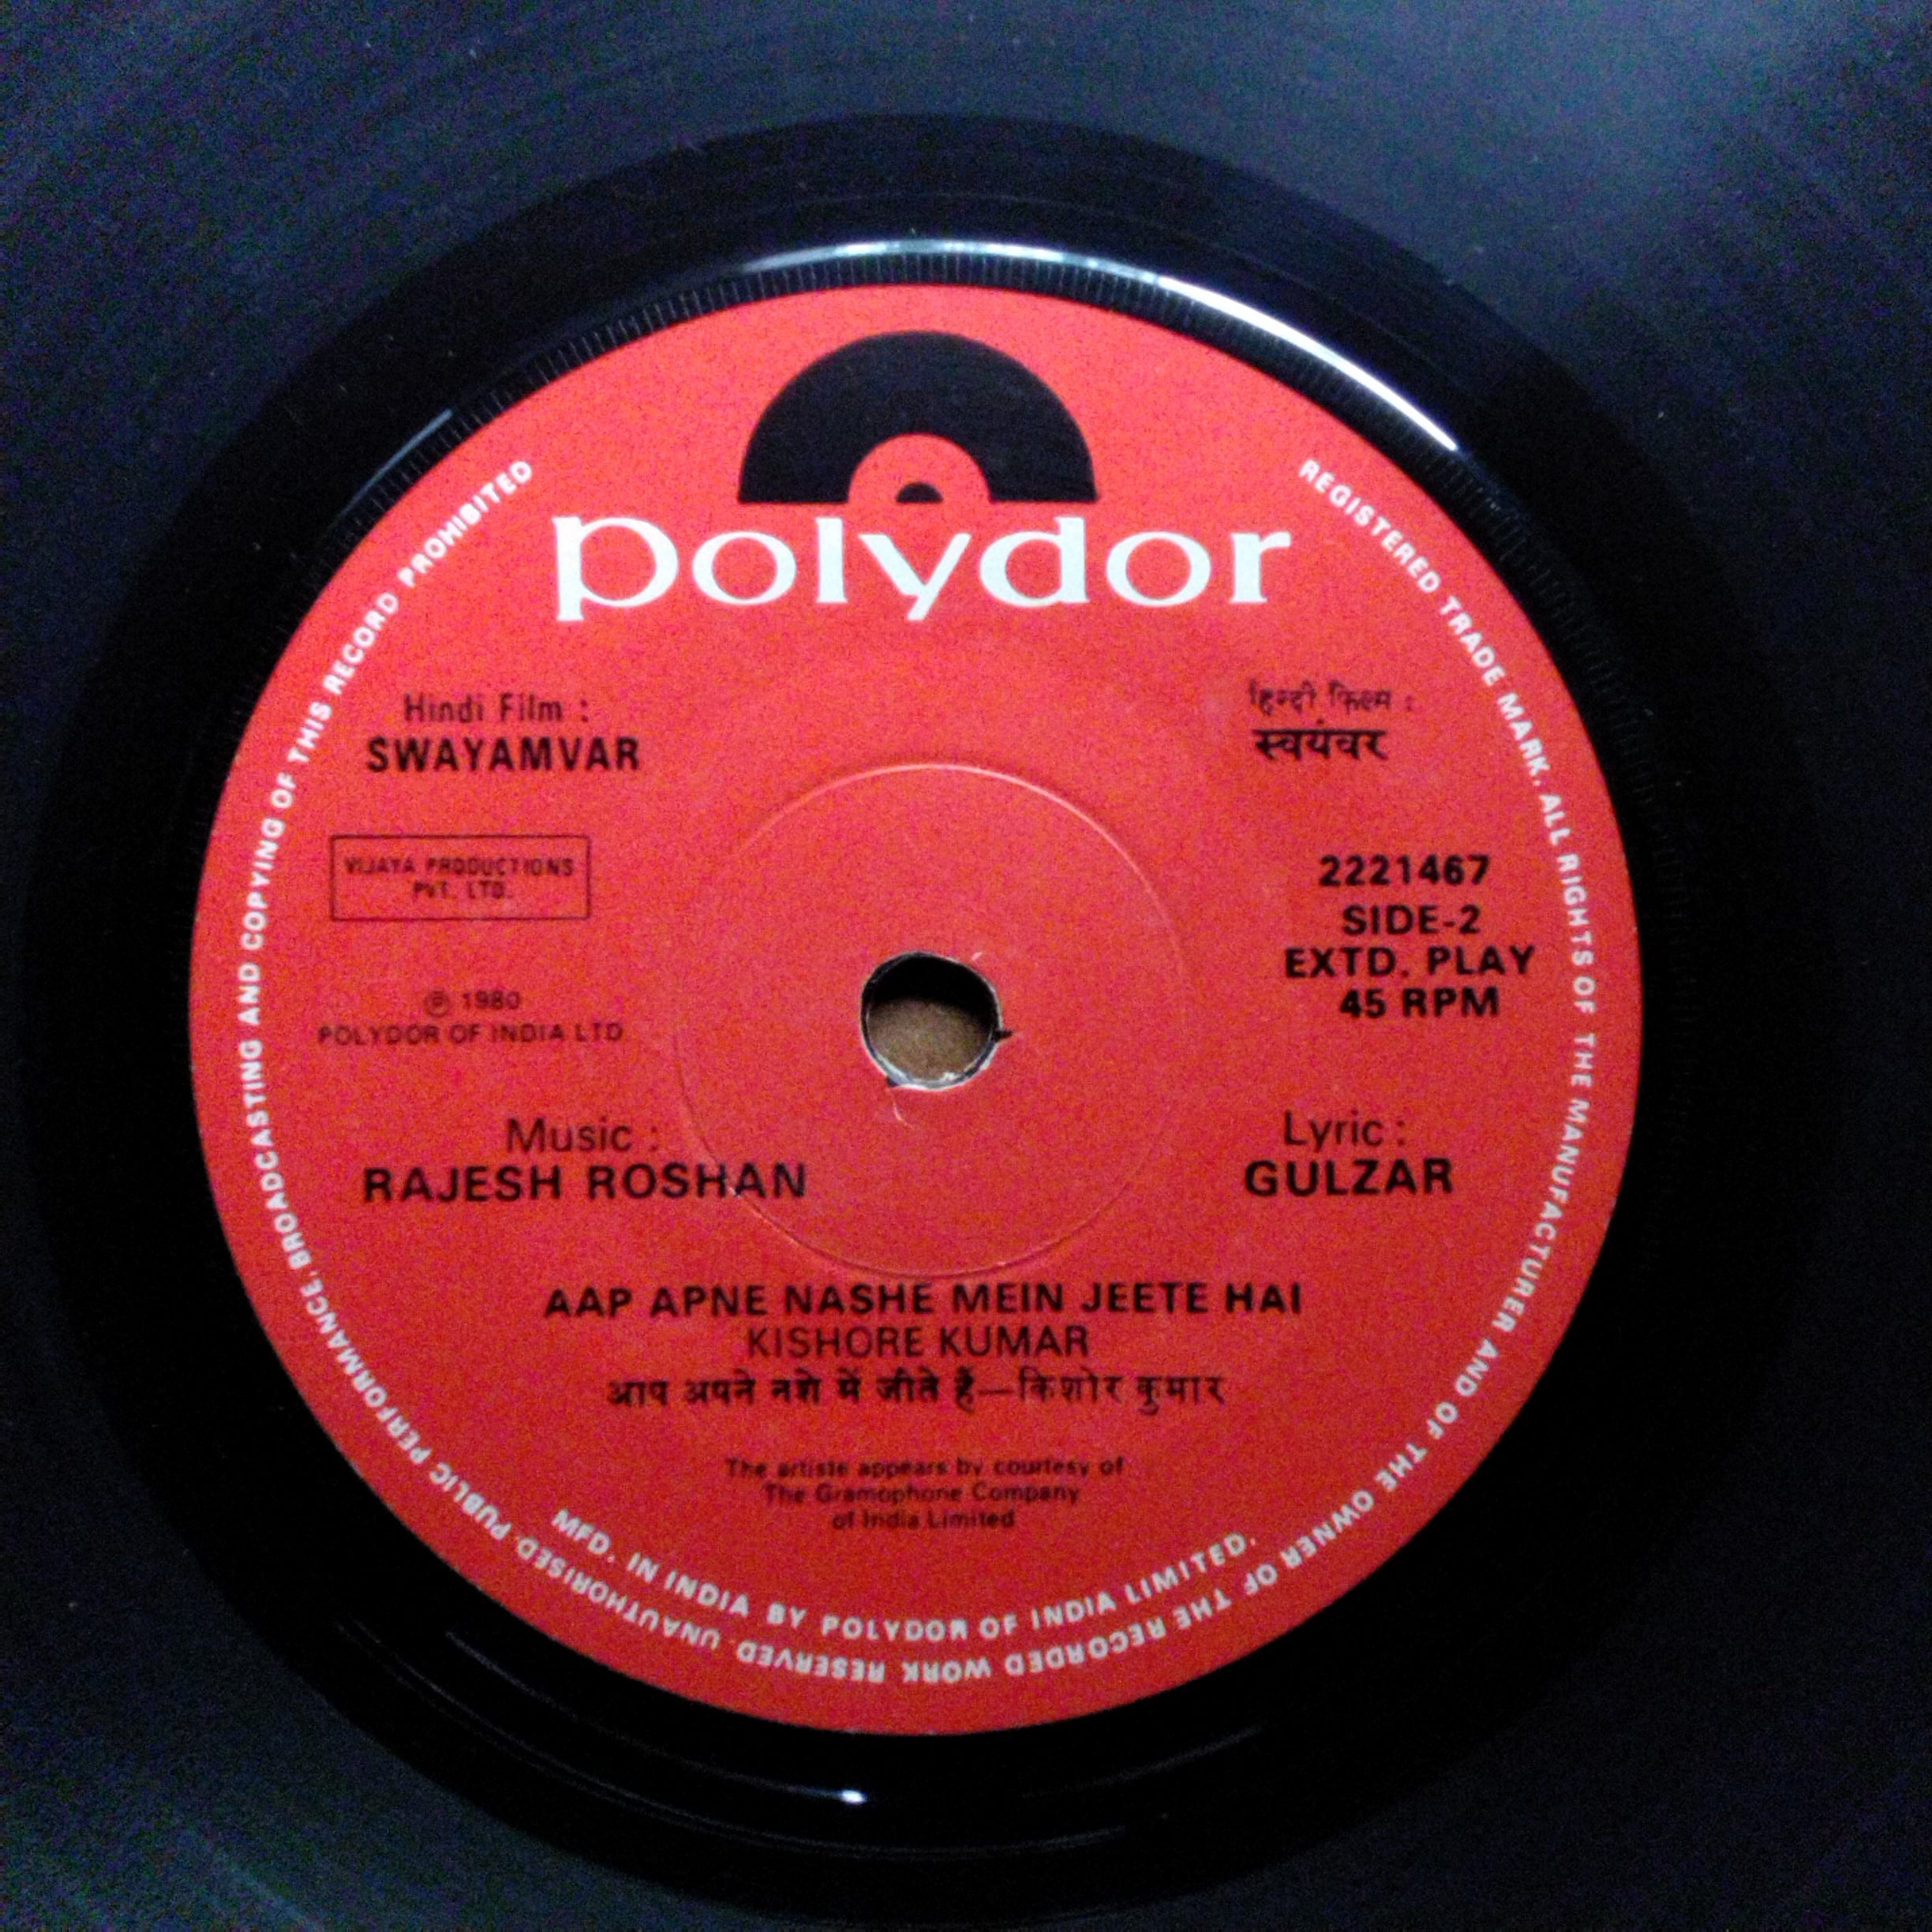 polydor
REGISTERED TRADE MARK. ALL RIGHTS OF THE MANUFACTURER AND OF THE OWNER OF THE RECORDED WORK RESERVED. UNAUTHORISED. PUBLIC PERFORMANCE, BROADCASTING AND COPYING OF THIS RECORD PROHIBITED
Hindi Film :
SWAYAMVAR
हिन्दी फिल्म :
स्वयंवर
VIJAYA PRODUCTIONS
PVT. LTD.
2221467
SIDE-2
EXTD. PLAY
45 RPM
℗ 1980
POLYDOR OF INDIA LTD
Music :
RAJESH ROSHAN
Lyric :
GULZAR
AAP APNE NASHE MEIN JEETE HAI
KISHORE KUMAR
आप अपने नशे में जीते हैं—किशोर कुमार
The artiste appears by courtesy of
The Gramophone Company
of India Limited
MFD. IN INDIA BY POLYDOR OF INDIA LIMITED.